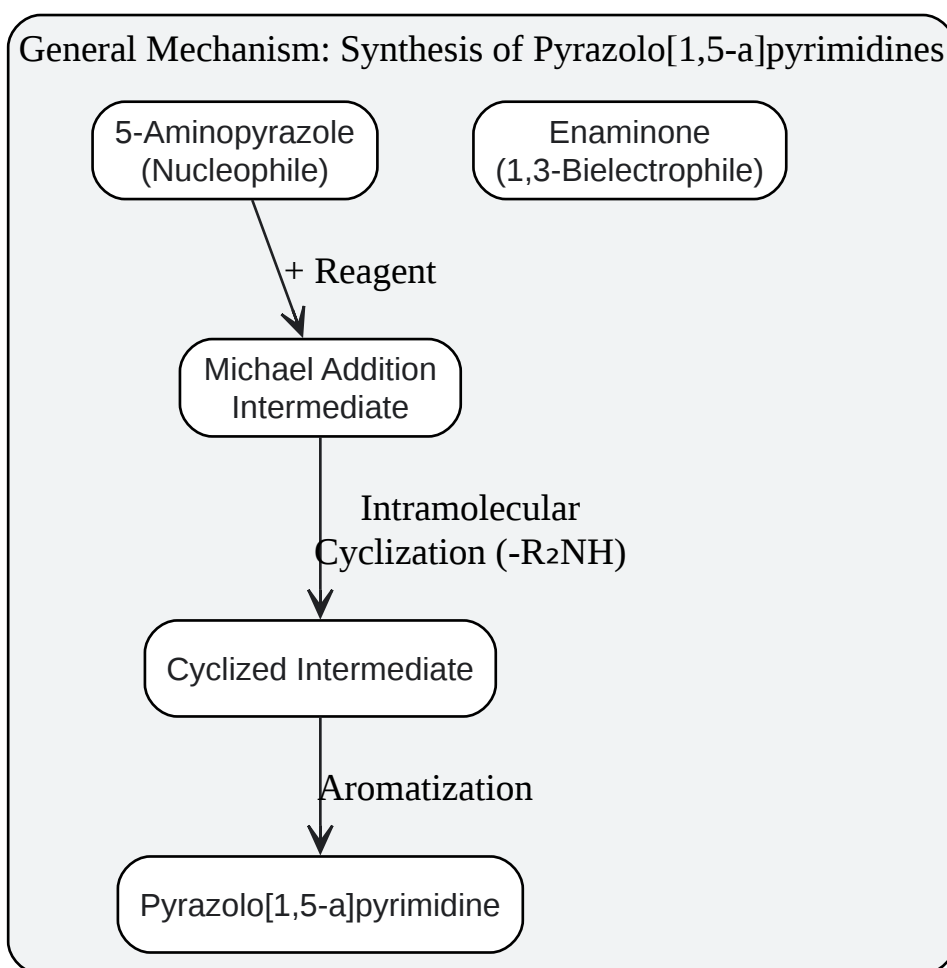 General Mechanism: Synthesis of Pyrazolo[1,5-a]pyrimidines
5-Aminopyrazole
(Nucleophile)
Enaminone
(1,3-Bielectrophile)
+ Reagent
Michael Addition
Intermediate
Intramolecular
Cyclization (-R₂NH)
Cyclized Intermediate
Aromatization
Pyrazolo[1,5-a]pyrimidine